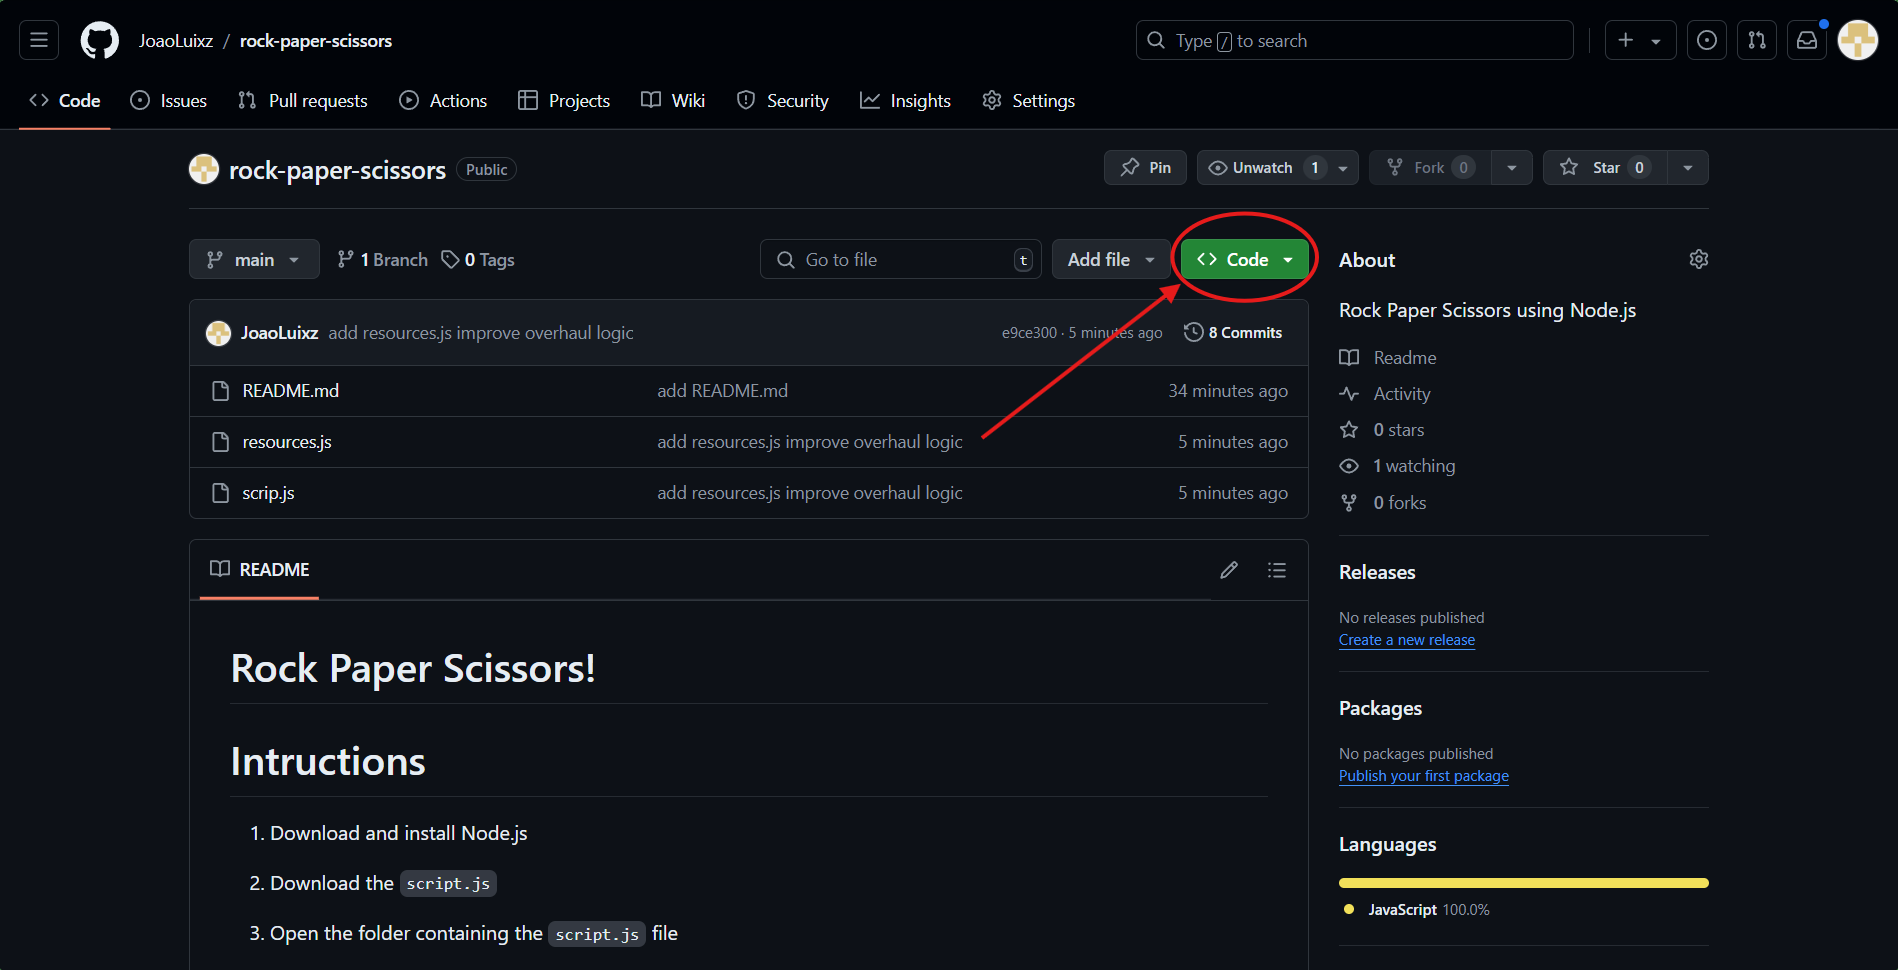 JoaoLuixz / rock-paper-scissors
Type / to search
Code Issues Pull requests Actions Projects Wiki Security Insights Settings
rock-paper-scissors Public
Pin Unwatch 1 Fork 0 Star 0
main 1 Branch 0 Tags
Go to file t Add file Code
JoaoLuixz add resources.js improve overhaul logic e9ce300 · 5 minutes ago 8 Commits
README.md add README.md 34 minutes ago
resources.js add resources.js improve overhaul logic 5 minutes ago
scrip.js add resources.js improve overhaul logic 5 minutes ago
README
Rock Paper Scissors!
Intructions
1. Download and install Node.js
2. Download the script.js
3. Open the folder containing the script.js file
About
Rock Paper Scissors using Node.js
Readme
Activity
0 stars
1 watching
0 forks
Releases
No releases published
Create a new release
Packages
No packages published
Publish your first package
Languages
JavaScript 100.0%